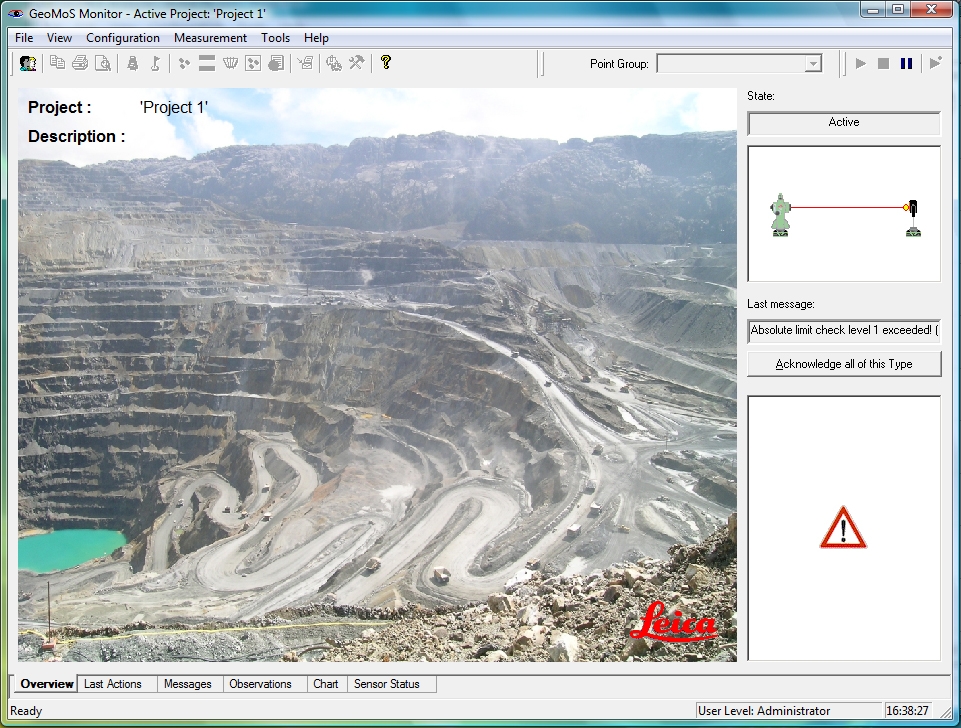 GeoMoS Monitor - Active Project: 'Project 1'
File View Configuration Measurement Tools Help
Point Group:
Project : 'Project 1'
Description :
State:
Active
Last message:
Absolute limit check level 1 exceeded! (
Acknowledge all of this Type
Leica
Overview Last Actions Messages Observations Chart Sensor Status
Ready User Level: Administrator 16:38:27